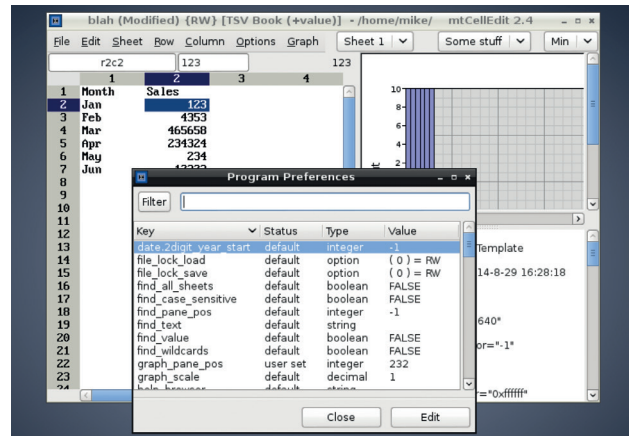 blah (Modified) {RW} [TSV Book (+value)] - /home/mike/ mtCellEdit 2.4
File Edit Sheet Row Column Options Graph Sheet 1 Some stuff Min
r2c2 123 123
1 2 3 4
1 Month Sales
2 Jan 123
3 Feb 4353
4 Mar 465658
5 Apr 234324
6 May 234
7 Jun
8
9
10
11
12
13
14
15
16
17
18
19
20
21
22
23
24
10
8
6
4
2
Program Preferences
Filter
Key Status Type Value
date.2digit_year_start default integer -1
file_lock_load default option ( 0 ) = RW
file_lock_save default option ( 0 ) = RW
find_all_sheets default boolean FALSE
find_case_sensitive default boolean FALSE
find_pane_pos default integer -1
find_text default string
find_value default boolean FALSE
find_wildcards default boolean FALSE
graph_pane_pos user set integer 232
graph_scale default decimal 1
help_browser default string
Close Edit
Template
14-8-29 16:28:18
640"
or="-1"
r="0xffffff"